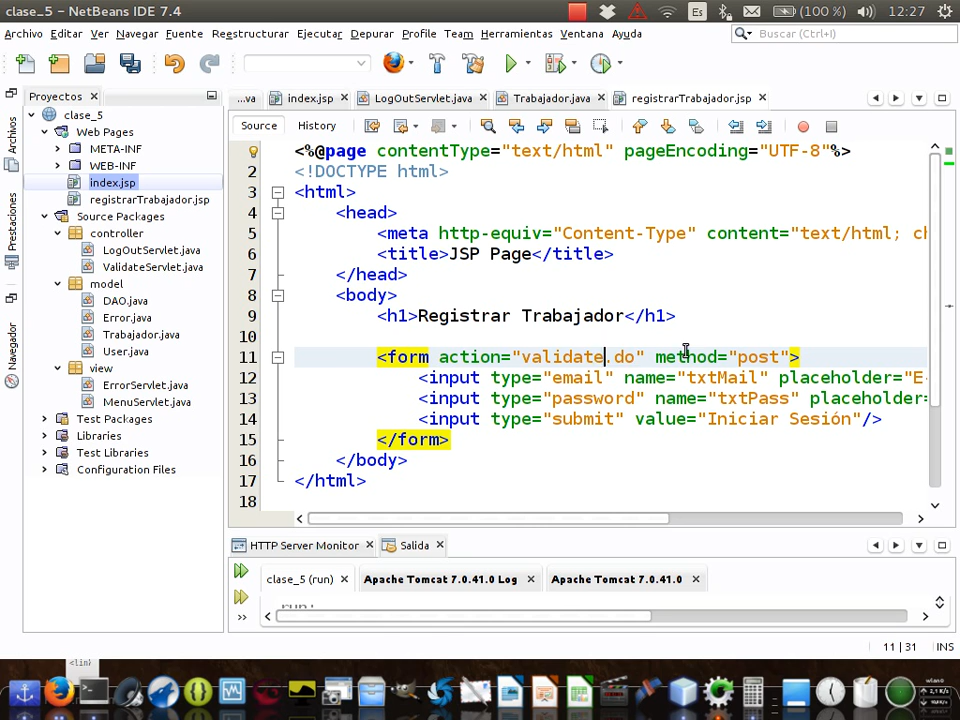 clase_5 - NetBeans IDE 7.4
Es
(100 %)
12:27
Archivo Editar Ver Navegar Fuente Reestructurar Ejecutar Depurar Profile Team Herramientas Ventana Ayuda
Buscar (Ctrl+I)
Proyectos
...va
index.jsp
LogOutServlet.java
Trabajador.java
registrarTrabajador.jsp
Source
History
Archivos
Prestaciones
Navegador
clase_5
Web Pages
META-INF
WEB-INF
index.jsp
registrarTrabajador.jsp
Source Packages
controller
LogOutServlet.java
ValidateServlet.java
model
DAO.java
Error.java
Trabajador.java
User.java
view
ErrorServlet.java
MenuServlet.java
Test Packages
Libraries
Test Libraries
Configuration Files
<%@page contentType="text/html" pageEncoding="UTF-8"%>
2 <!DOCTYPE html>
3 <html>
4 <head>
5 <meta http-equiv="Content-Type" content="text/html; ch
6 <title>JSP Page</title>
7 </head>
8 <body>
9 <h1>Registrar Trabajador</h1>
10
11 <form action="validate.do" method="post">
12 <input type="email" name="txtMail" placeholder="E-
13 <input type="password" name="txtPass" placeholder=
14 <input type="submit" value="Iniciar Sesión"/>
15 </form>
16 </body>
17 </html>
18
HTTP Server Monitor
Salida
clase_5 (run)
Apache Tomcat 7.0.41.0 Log
Apache Tomcat 7.0.41.0
run:
11 | 31
INS